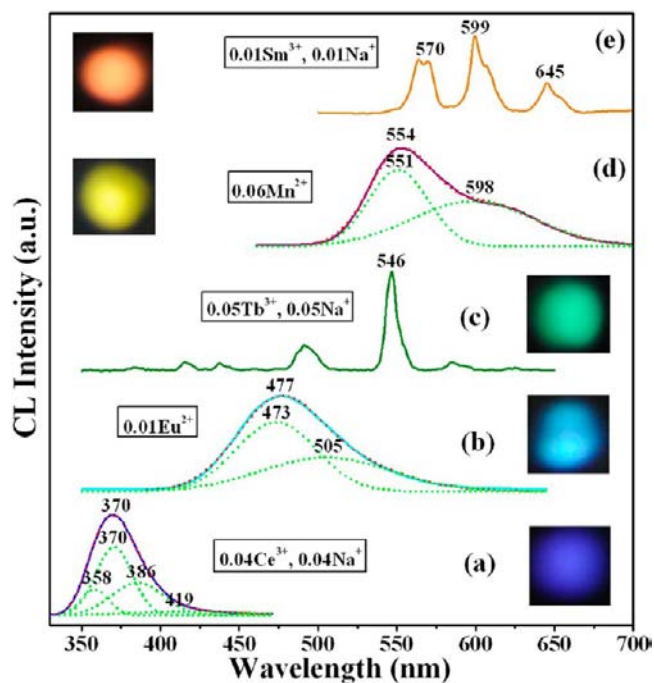 CL Intensity (a.u.)
0.01Sm³⁺, 0.01Na⁺
570
599
645
(e)
0.06Mn²⁺
554
551
598
(d)
0.05Tb³⁺, 0.05Na⁺
546
(c)
0.01Eu²⁺
477
473
505
(b)
370
370
358
386
419
0.04Ce³⁺, 0.04Na⁺
(a)
350 400 450 500 550 600 650 700
Wavelength (nm)